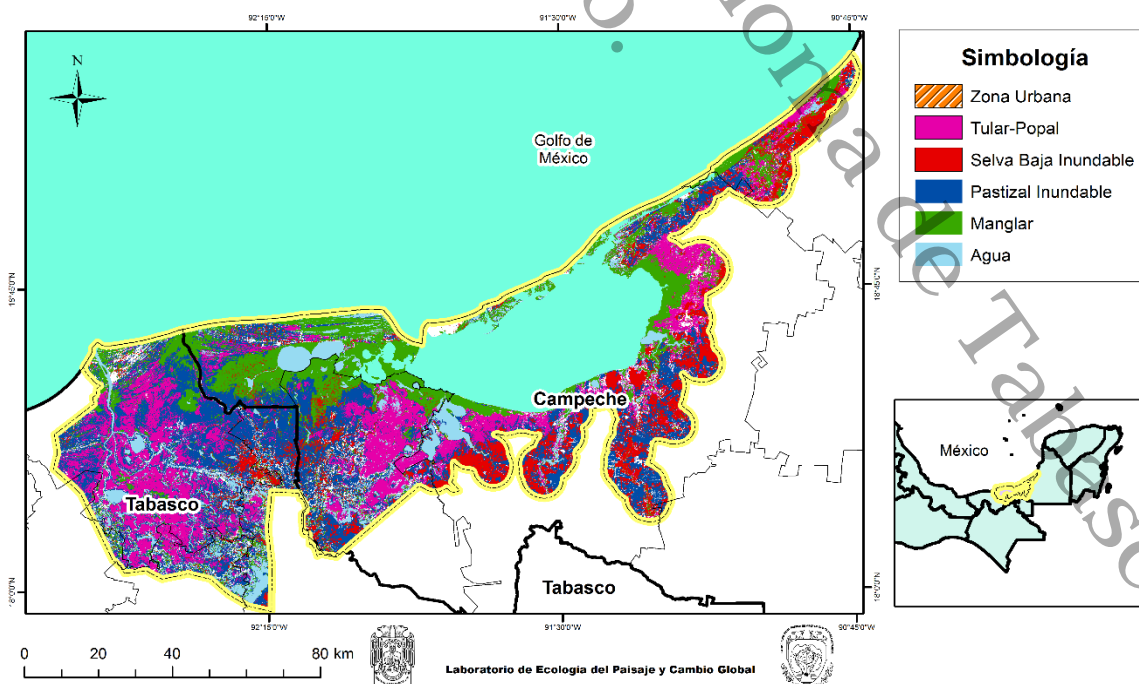 92°15'0"W
91°30'0"W
90°45'0"W
N
Golfo de
México
18°45'0"N
18°45'0"N
Campeche
Tabasco
Tabasco
18°0'0"N
18°0'0"N
92°15'0"W
91°30'0"W
90°45'0"W
0 20 40 80 km
Laboratorio de Ecología del Paisaje y Cambio Global
Simbología
Zona Urbana
Tular-Popal
Selva Baja Inundable
Pastizal Inundable
Manglar
Agua
México
de Tabasco